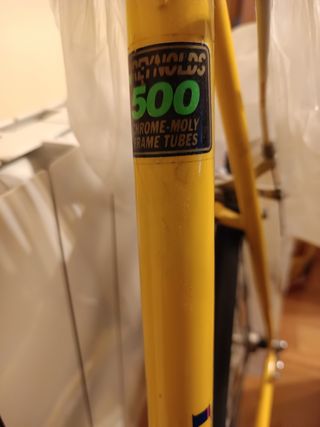 REYNOLDS
500
CHROME-MOLY
FRAME TUBES